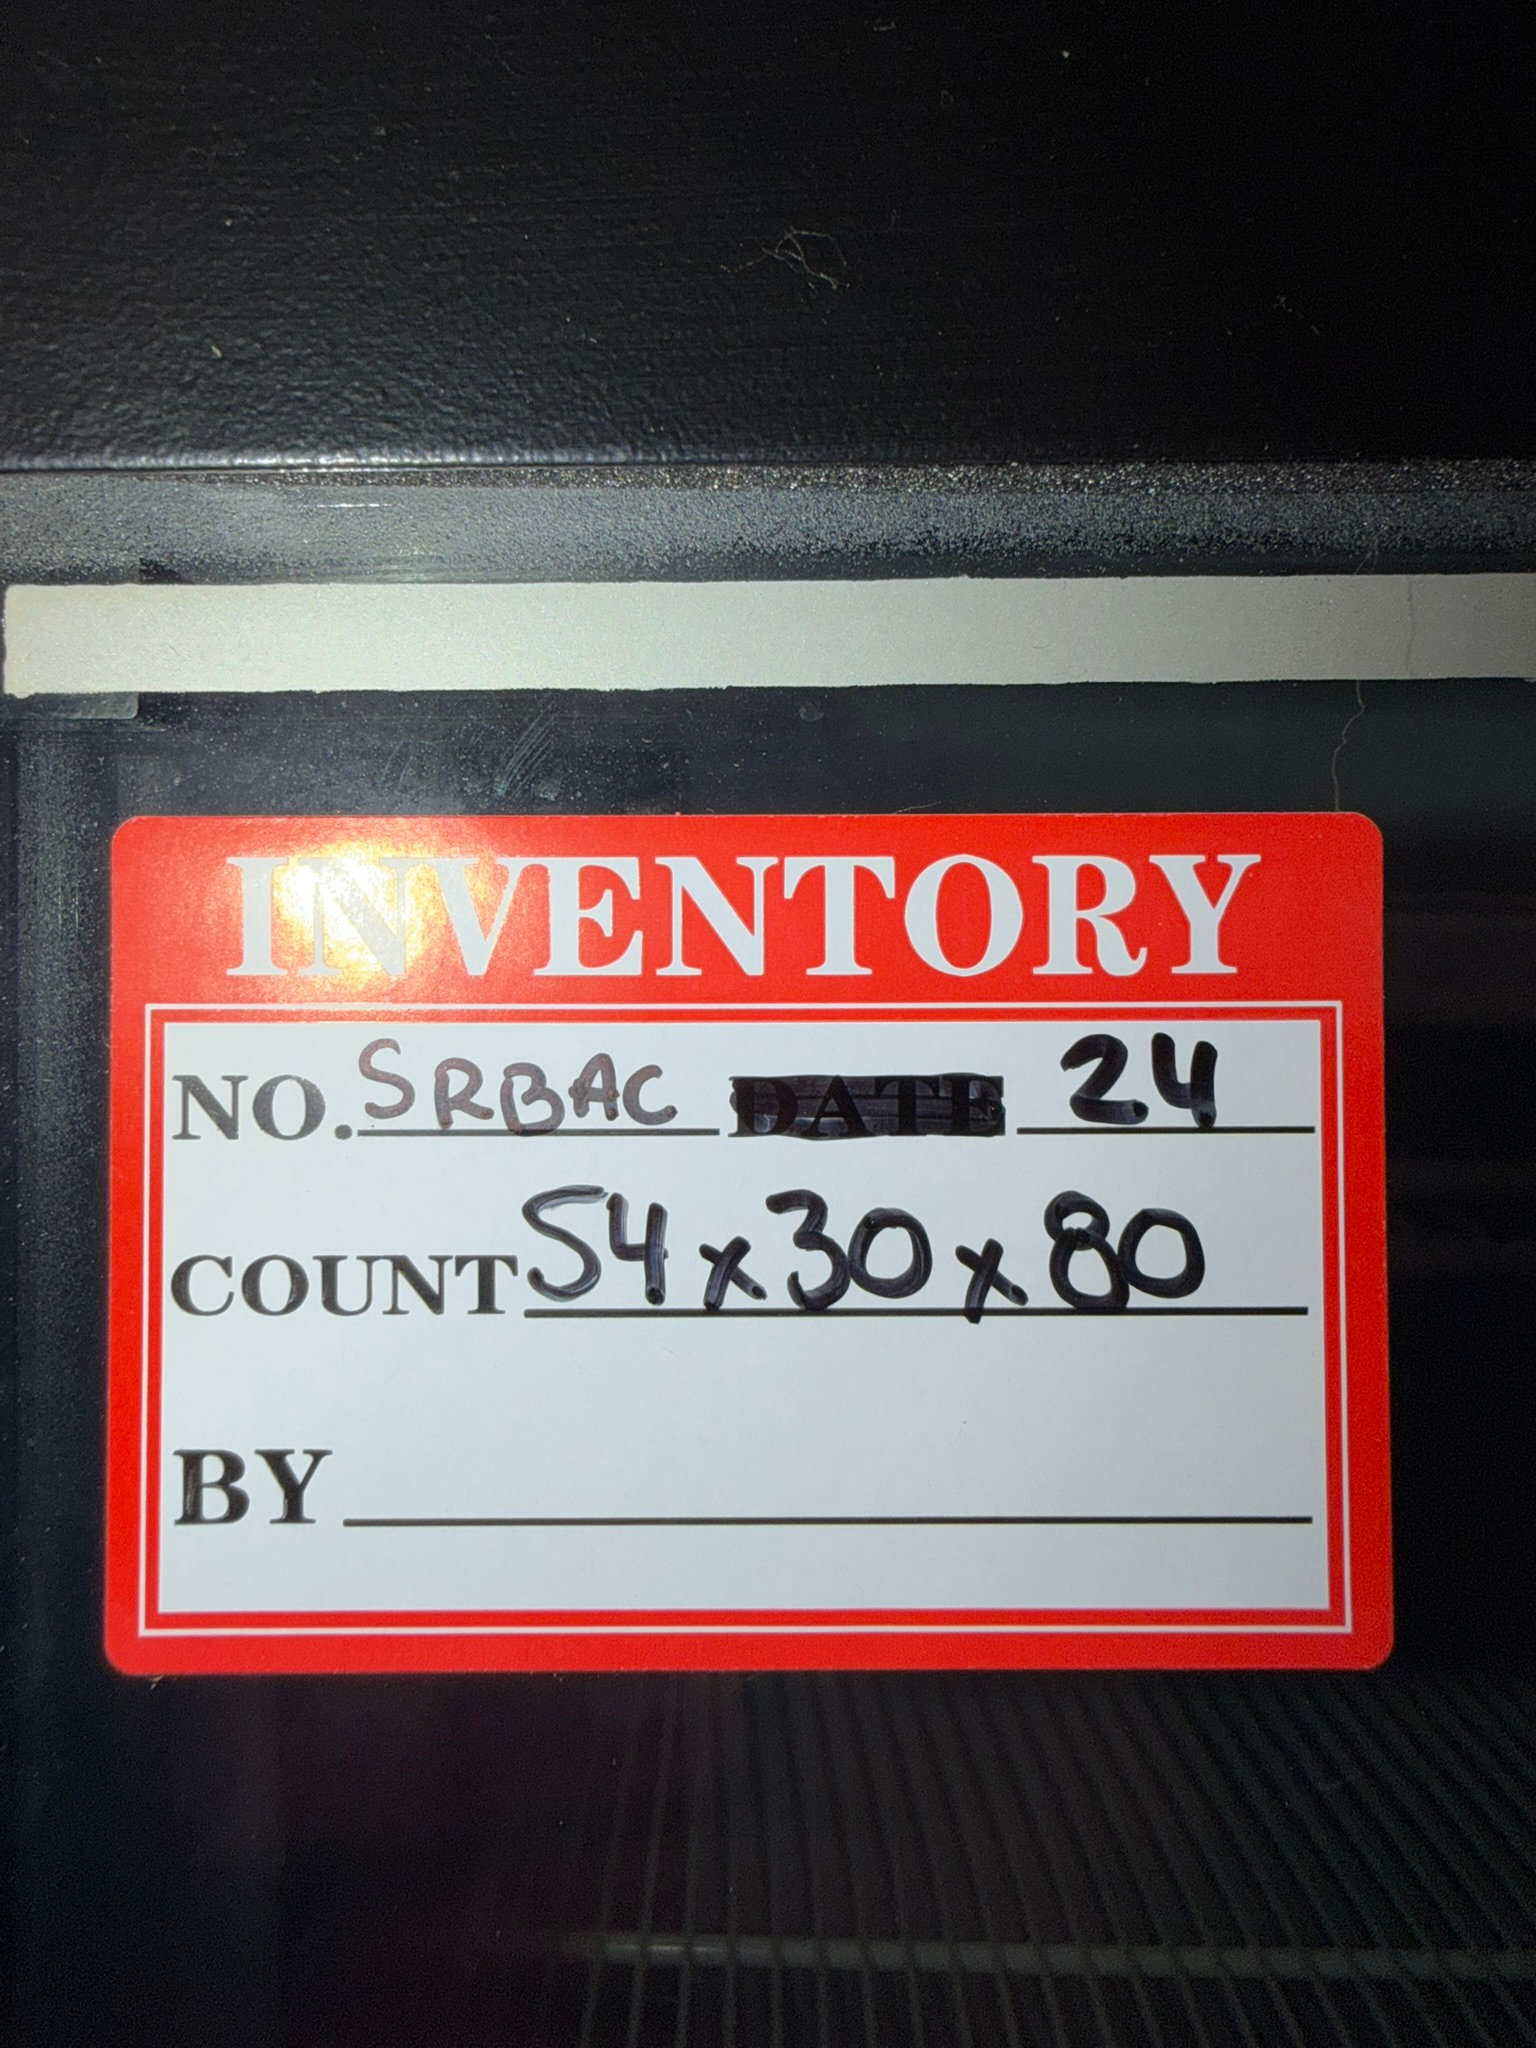 INVENTORY
NO. SRBAC DATE 24
COUNT 54x30x80
BY